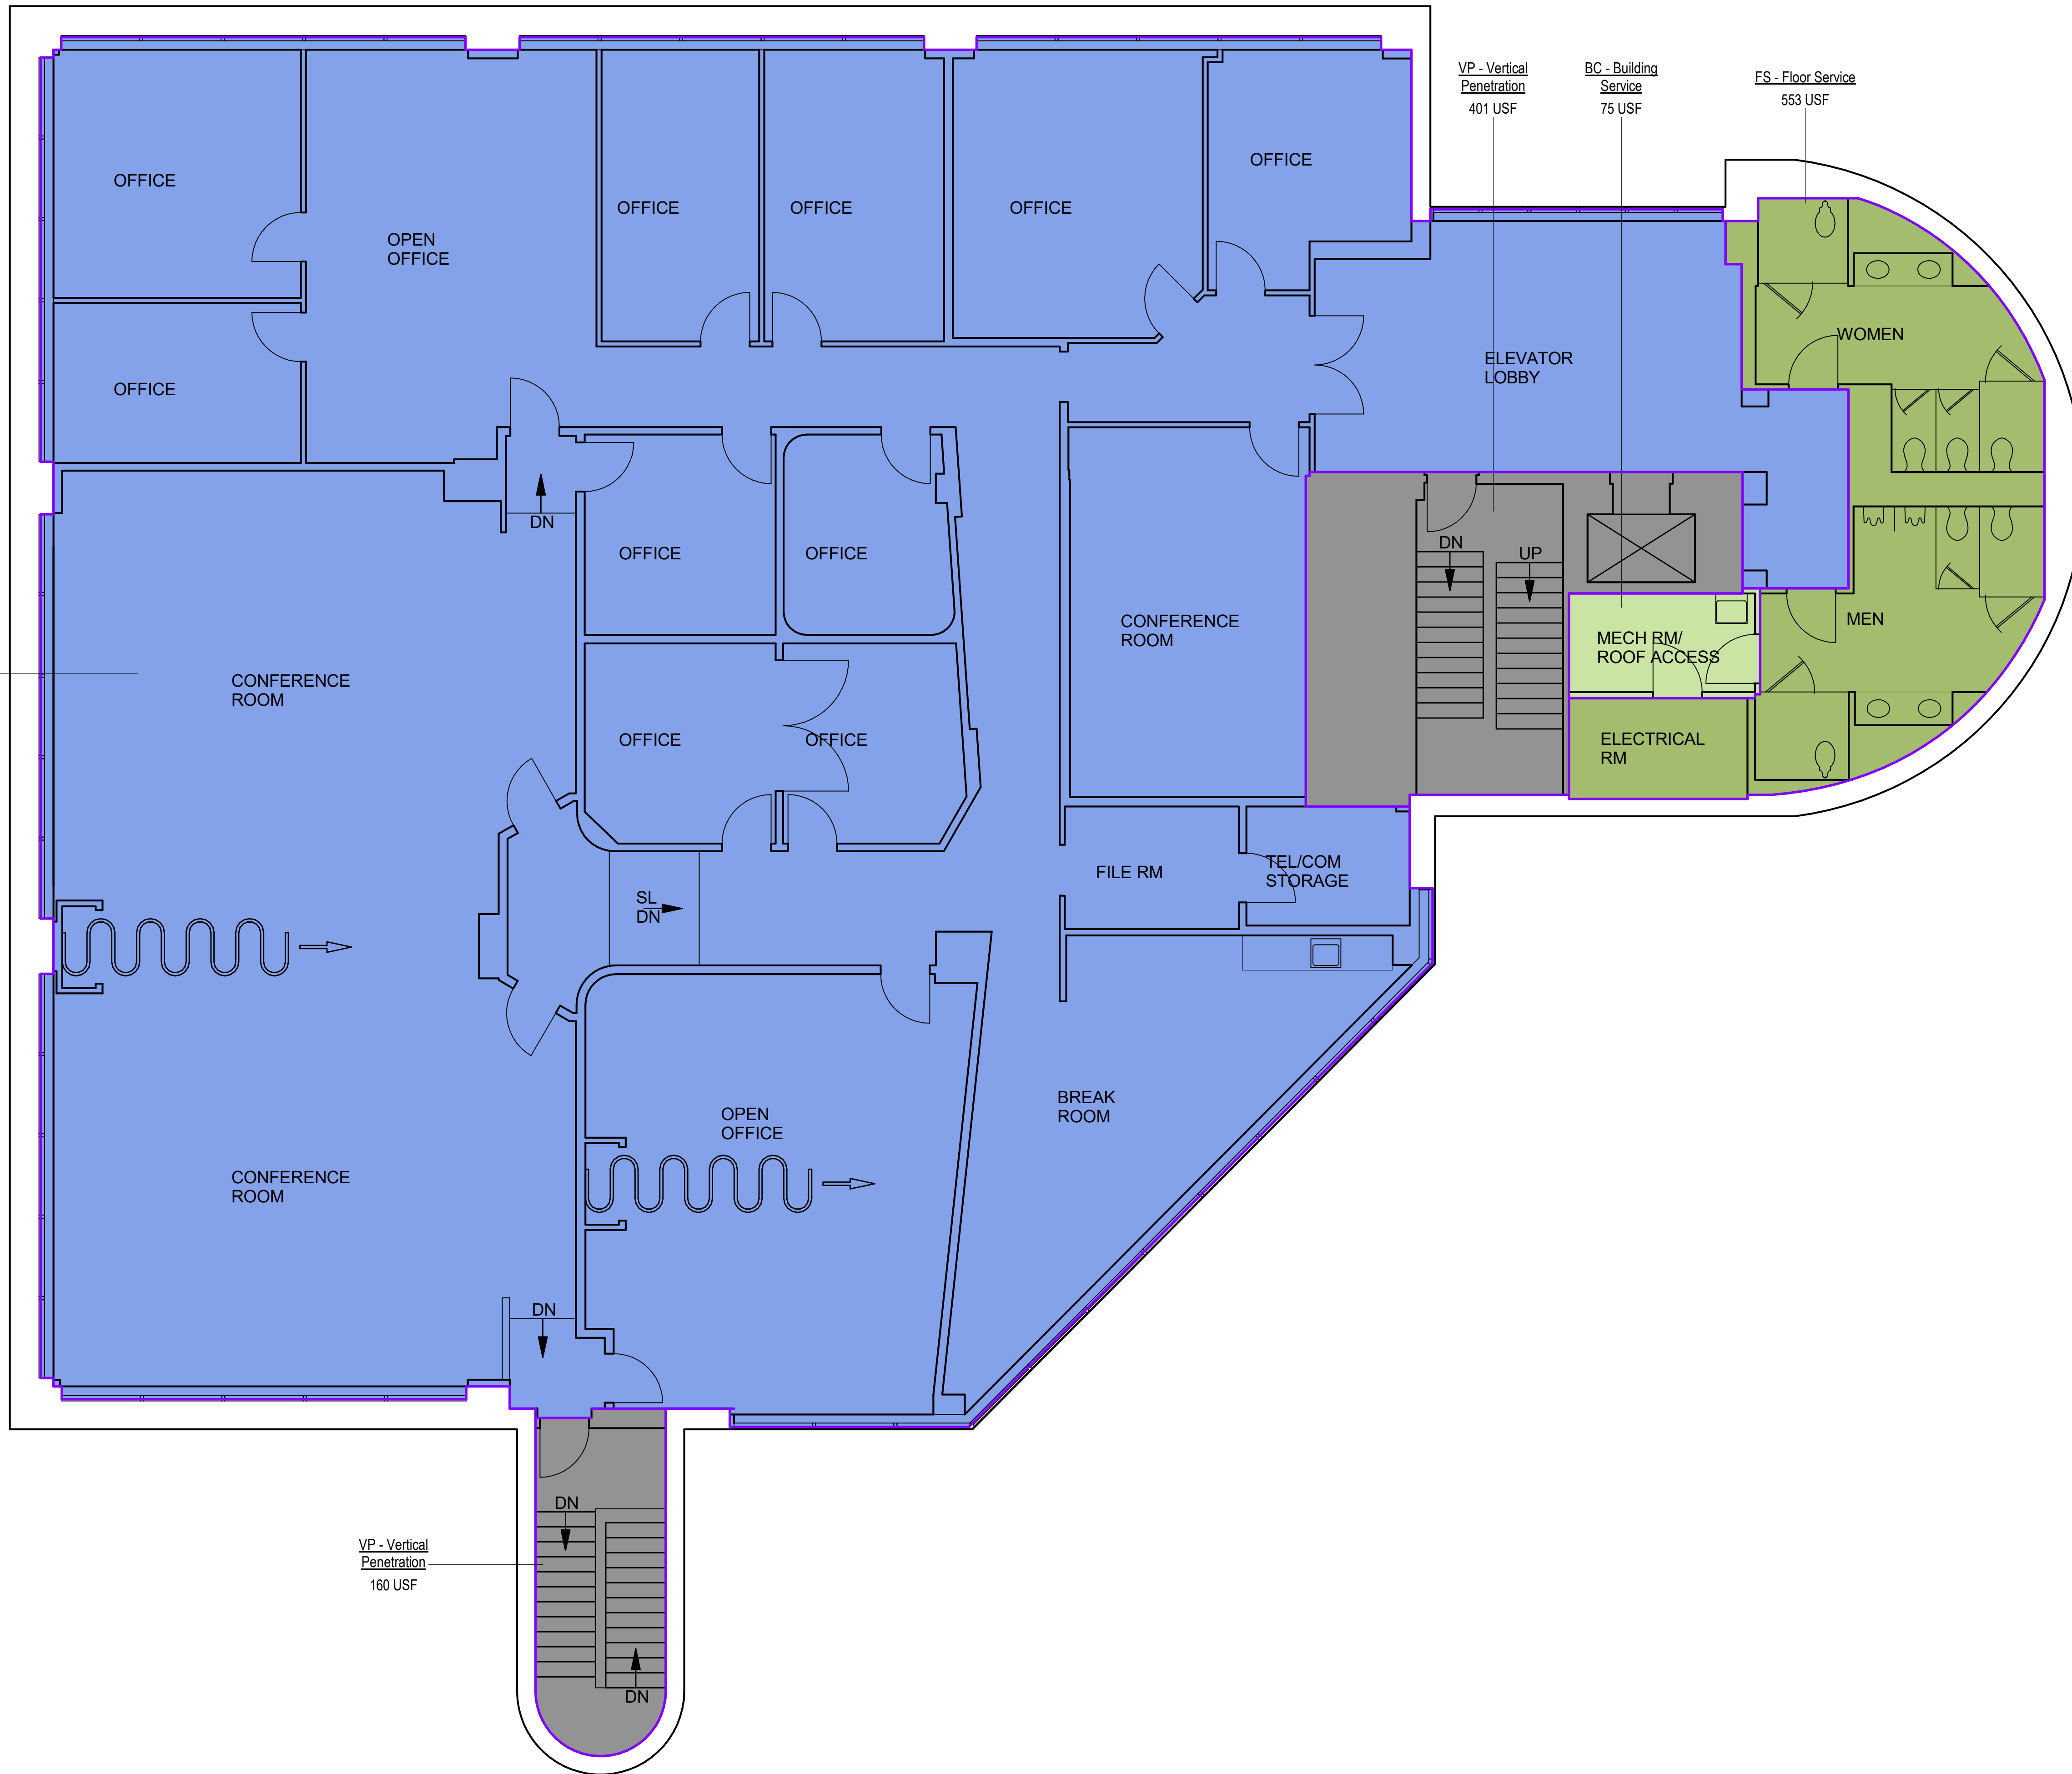 VP - Vertical
Penetration
401 USF
BC - Building
Service
75 USF
FS - Floor Service
553 USF
OFFICE
OFFICE
OPEN
OFFICE
OFFICE
OFFICE
OFFICE
OFFICE
WOMEN
ELEVATOR
LOBBY
OFFICE
DN
OFFICE
OFFICE
DN
UP
CONFERENCE
ROOM
MEN
MECH RM/
ROOF ACCESS
CONFERENCE
ROOM
OFFICE
OFFICE
ELECTRICAL
RM
FILE RM
TEL/COM
STORAGE
SL
DN
BREAK
ROOM
OPEN
OFFICE
CONFERENCE
ROOM
DN
DN
VP - Vertical
Penetration
160 USF
DN